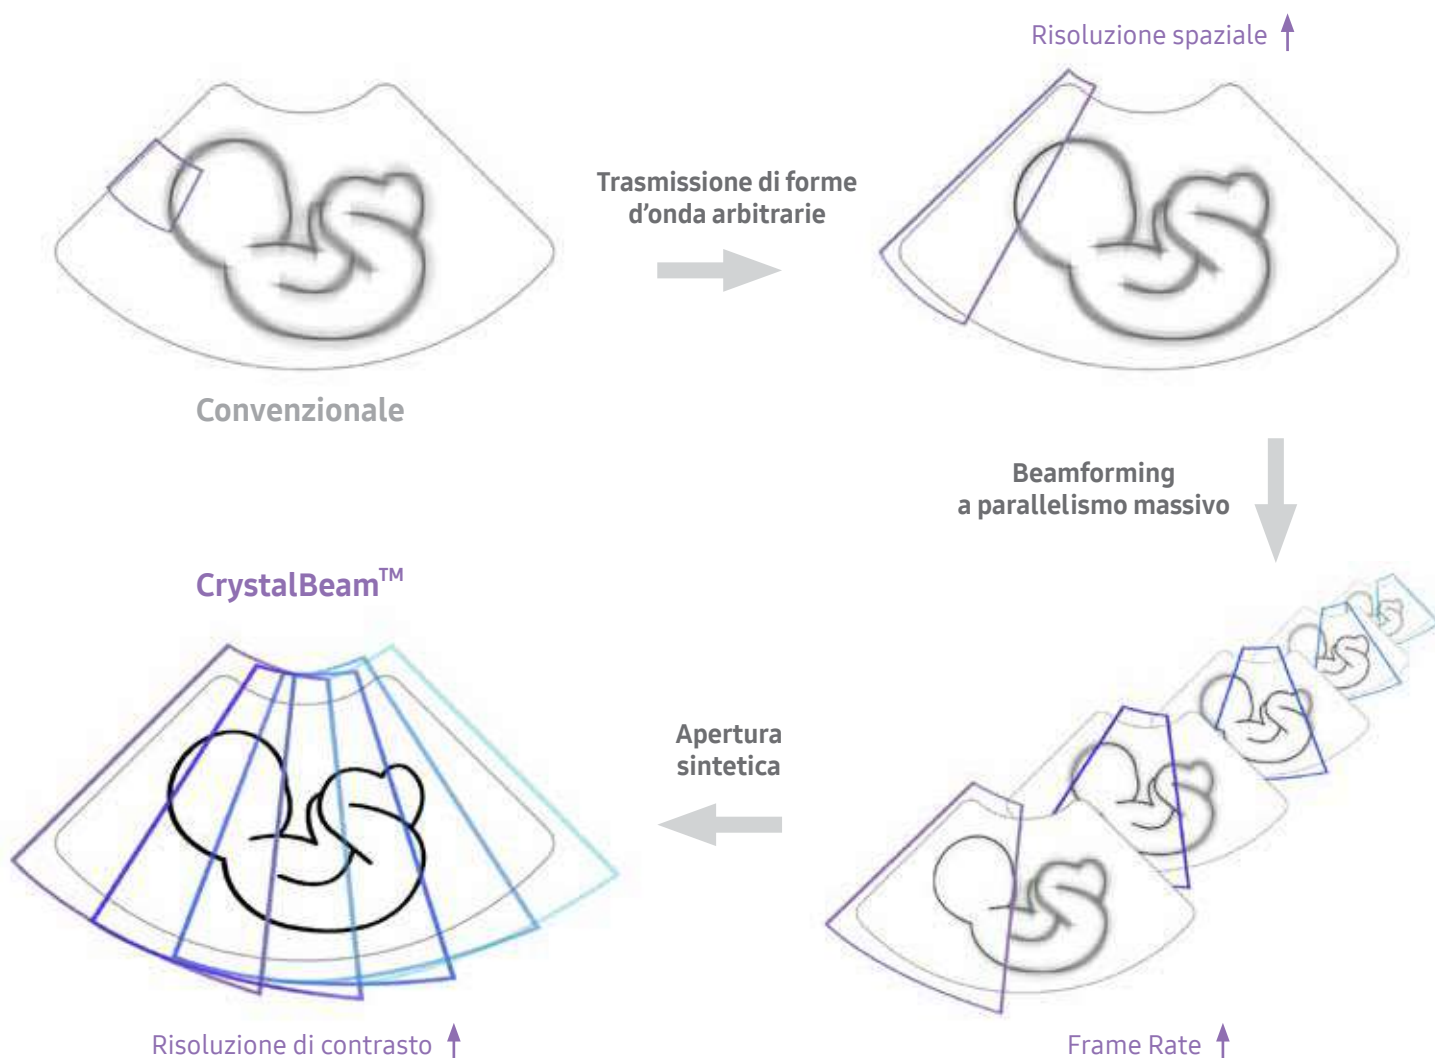 Risoluzione spaziale
Trasmissione di forme
d'onda arbitrarie
Convenzionale
Beamforming
a parallelismo massivo
CrystalBeam™
Apertura
sintetica
Risoluzione di contrasto
Frame Rate